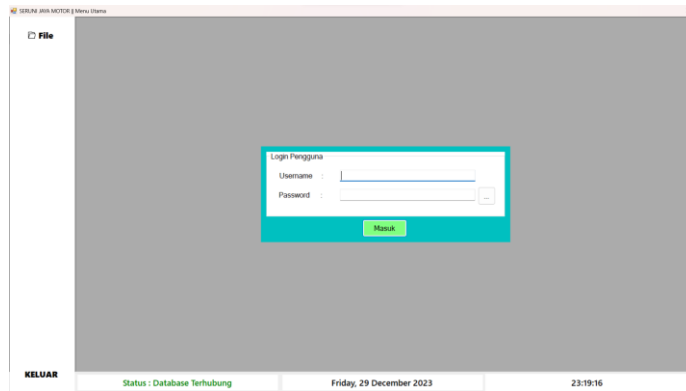 SERUNI JAYA MOTOR || Menu Utama
File
Login Pengguna
Username :
Password :
...
Masuk
KELUAR
Status : Database Terhubung
Friday, 29 December 2023
23:19:16